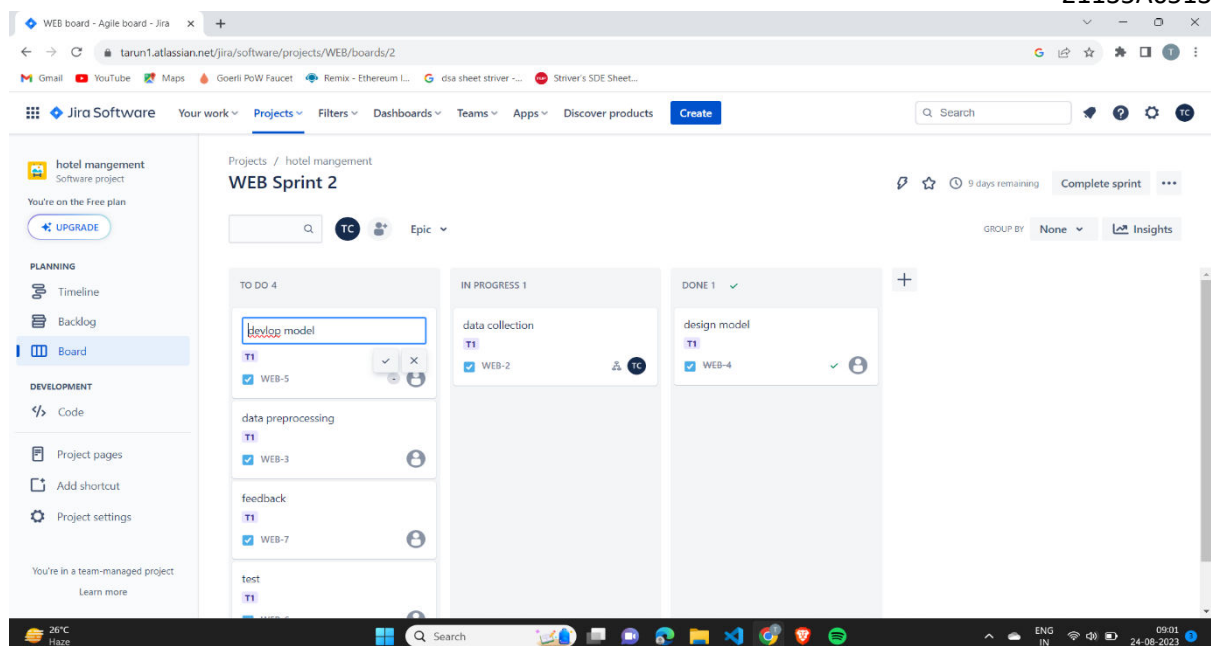 WEB board - Agile board - Jira
tarun1.atlassian.net/jira/software/projects/WEB/boards/2
G T
Gmail YouTube Maps Goerli PoW Faucet Remix - Ethereum I... G dsa sheet striver -... Striver's SDE Sheet...
Jira Software Your work Projects Filters Dashboards Teams Apps Discover products Create Search TC
hotel mangement
Software project
You're on the Free plan
UPGRADE
PLANNING
Timeline
Backlog
Board
DEVELOPMENT
Code
Project pages
Add shortcut
Project settings
You're in a team-managed project
Learn more
Projects / hotel mangement
WEB Sprint 2
9 days remaining Complete sprint
TC Epic
GROUP BY None Insights
TO DO 4
devlop model
T1
WEB-5
data preprocessing
T1
WEB-3
feedback
T1
WEB-7
test
T1
IN PROGRESS 1
data collection
T1
WEB-2 TC
DONE 1
design model
T1
WEB-4
26°C
Haze
Search
ENG
IN
09:01
24-08-2023